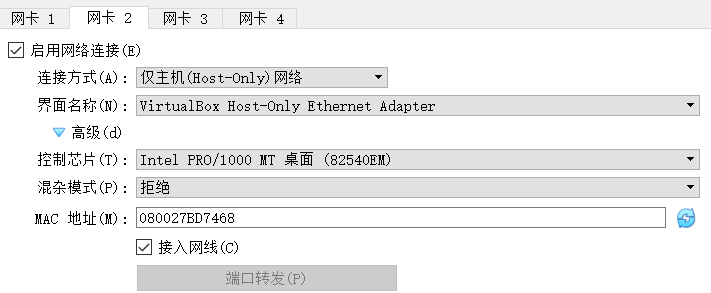 网卡 1 网卡 2 网卡 3 网卡 4
启用网络连接(E)
连接方式(A): 仅主机(Host-Only)网络
界面名称(N): VirtualBox Host-Only Ethernet Adapter
高级(d)
控制芯片(T): Intel PRO/1000 MT 桌面 (82540EM)
混杂模式(P): 拒绝
MAC 地址(M): 080027BD7468
接入网线(C)
端口转发(P)